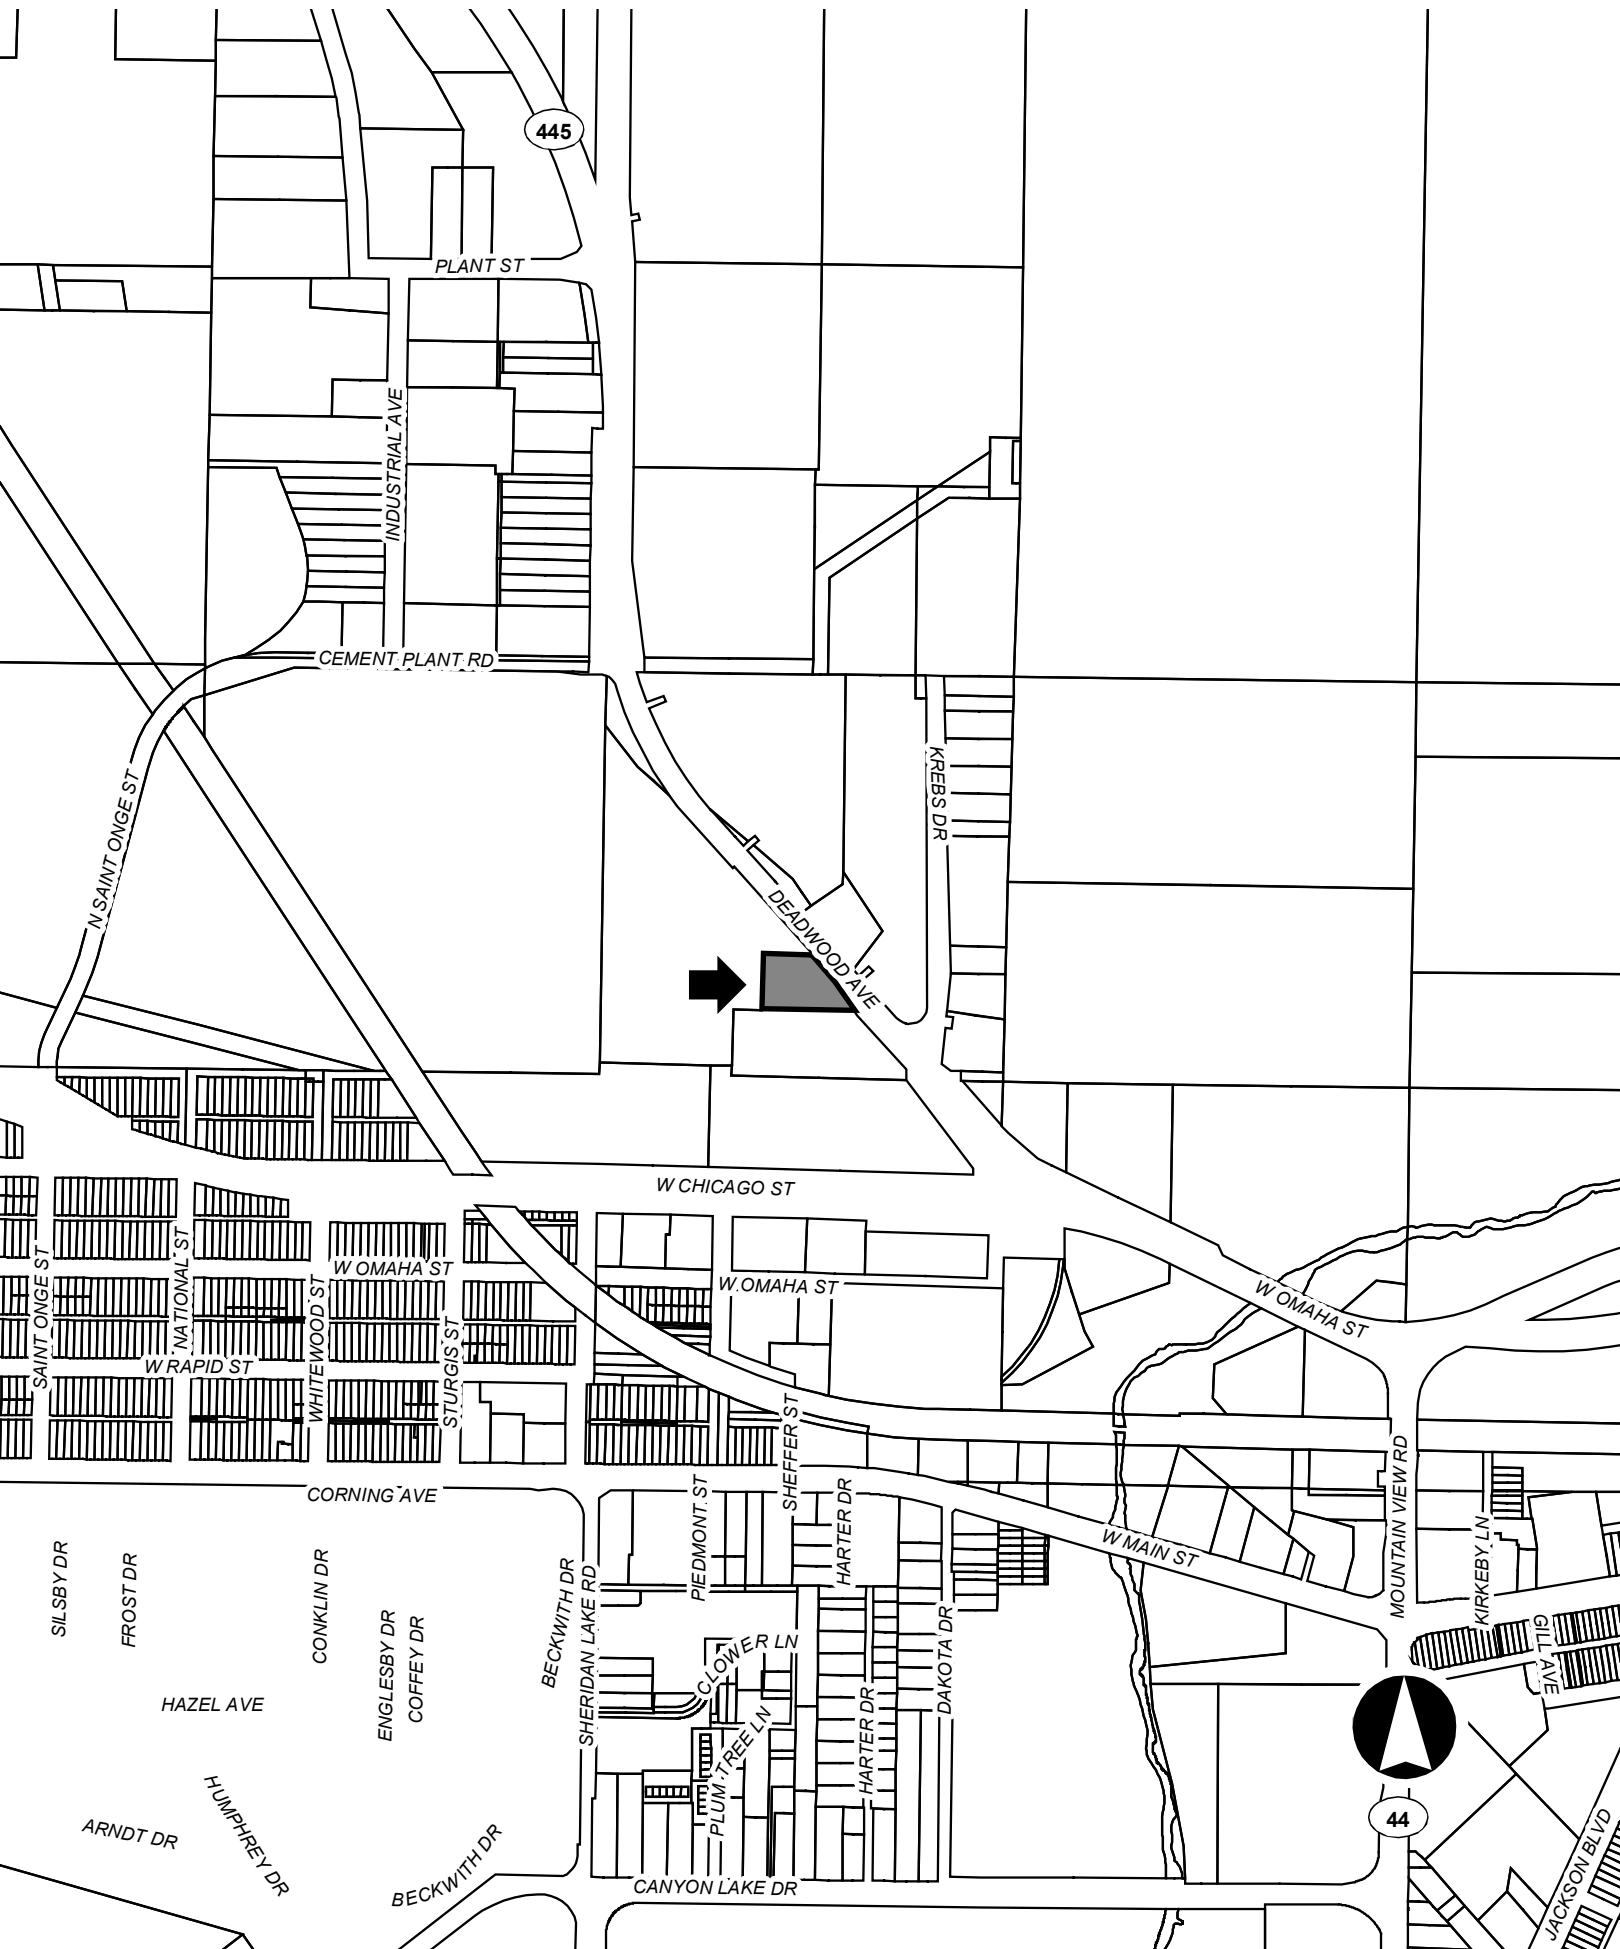 445
PLANT ST
INDUSTRIAL AVE
CEMENT PLANT RD
KREBS DR
N SAINT ONGE ST
DEADWOOD AVE
W CHICAGO ST
W OMAHA ST
W OMAHA ST
W OMAHA ST
SAINT ONGE ST
NATIONAL ST
WHITEWOOD ST
STURGIS ST
W RAPID ST
SHEFFER ST
MOUNTAIN VIEW RD
CORNING AVE
PIEDMONT ST
HARTER DR
W MAIN ST
KIRKEBY LN
SILSBY DR
FROST DR
CONKLIN DR
BECKWITH DR
SHERIDAN LAKE RD
ENGLESBY DR
COFFEY DR
DAKOTA DR
GILL AVE
CLOWER LN
HAZEL AVE
HARTER DR
PLUM TREE LN
HUMPHREY DR
44
ARNDT DR
JACKSON BLVD
BECKWITH DR
CANYON LAKE DR